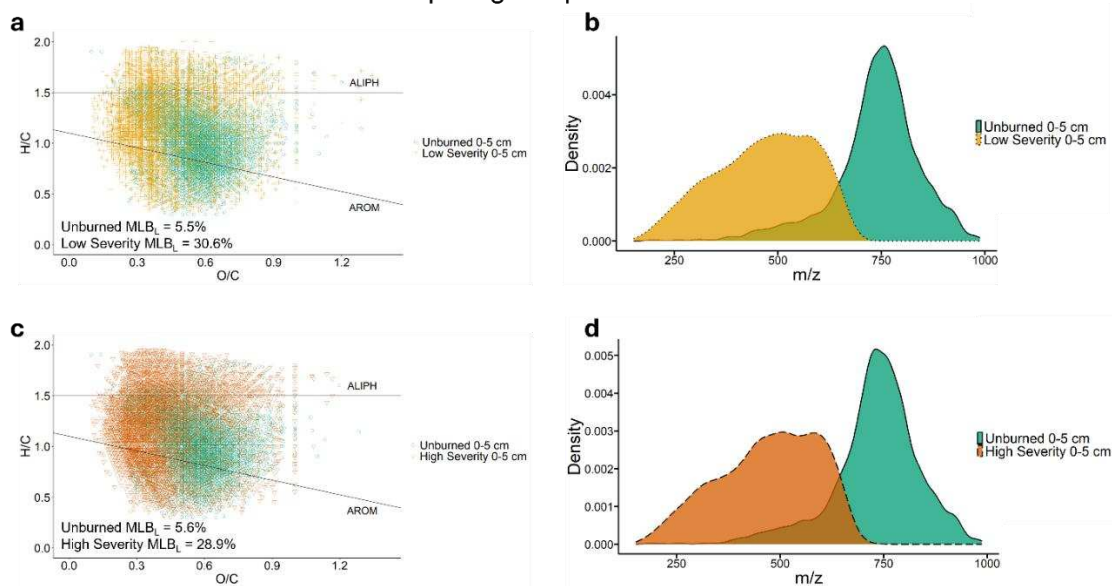 a
2.0
1.5
1.0
0.5
0.0
H/C
ALIPH
AROM
Unburned MLBL = 5.5%
Low Severity MLBL = 30.6%
0.0 0.3 0.6 0.9 1.2
O/C
Unburned 0-5 cm
Low Severity 0-5 cm
b
0.004
0.002
0.000
Density
250 500 750 1000
m/z
Unburned 0-5 cm
Low Severity 0-5 cm
c
2.0
1.5
1.0
0.5
0.0
H/C
ALIPH
AROM
Unburned MLBL = 5.6%
High Severity MLBL = 28.9%
0.0 0.3 0.6 0.9 1.2
O/C
Unburned 0-5 cm
High Severity 0-5 cm
d
0.005
0.004
0.003
0.002
0.001
0.000
Density
250 500 750 1000
m/z
Unburned 0-5 cm
High Severity 0-5 cm